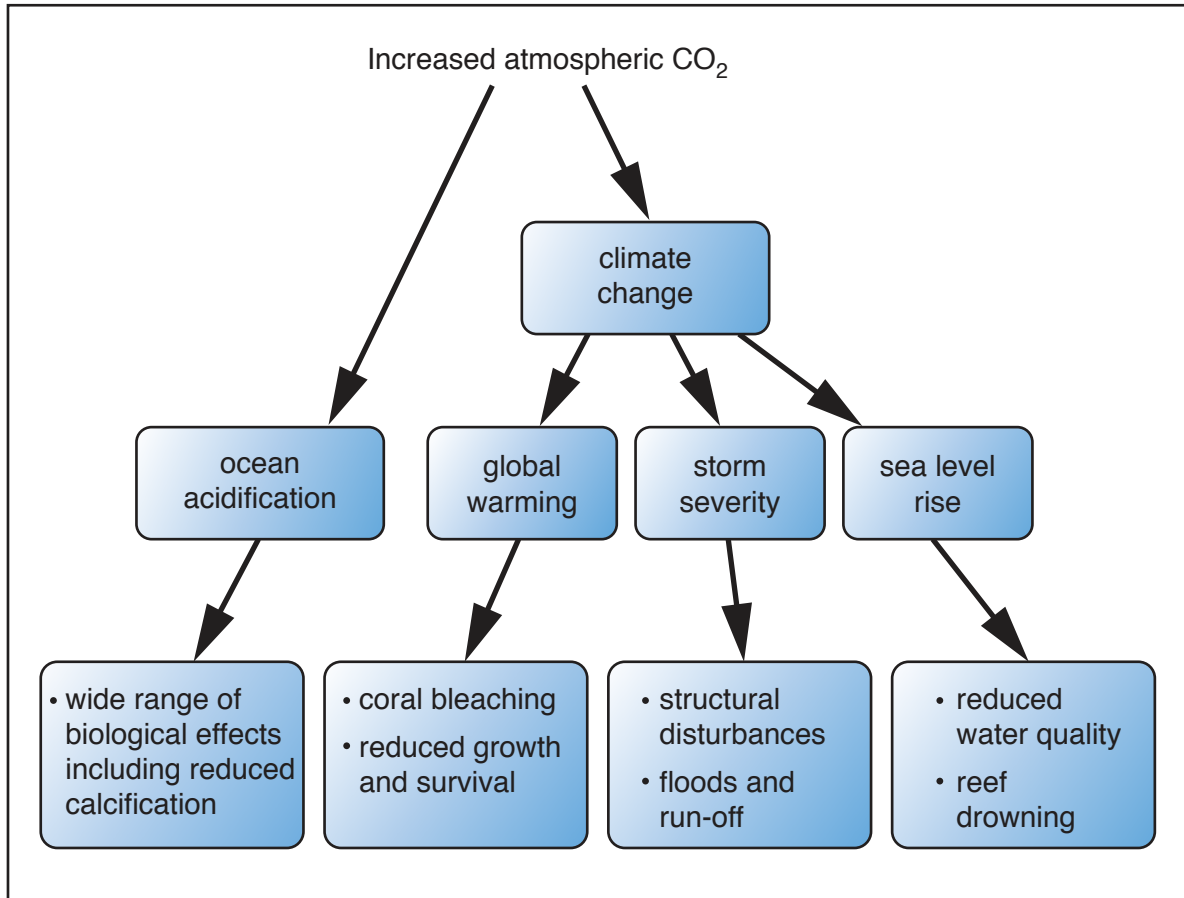 Increased atmospheric CO₂
climate
change
ocean
acidification
global
warming
storm
severity
sea level
rise
• wide range of
biological effects
including reduced
calcification
• coral bleaching
• reduced growth
and survival
• structural
disturbances
• floods and
run-off
• reduced
water quality
• reef
drowning